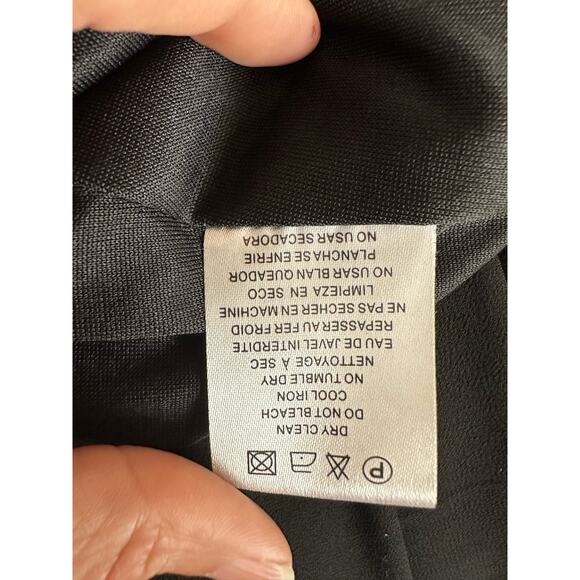 P
DRY CLEAN
DO NOT BLEACH
COOL IRON
NO TUMBLE DRY
NETTOYAGE À SEC
EAU DE JAVEL INTERDITE
REPASSER AU FER FROID
NE PAS SECHER EN MACHINE
LIMPIEZA EN SECO
NO USAR BLAN QUEADOR
PLANCHA SE ENFRIE
NO USAR SECADORA